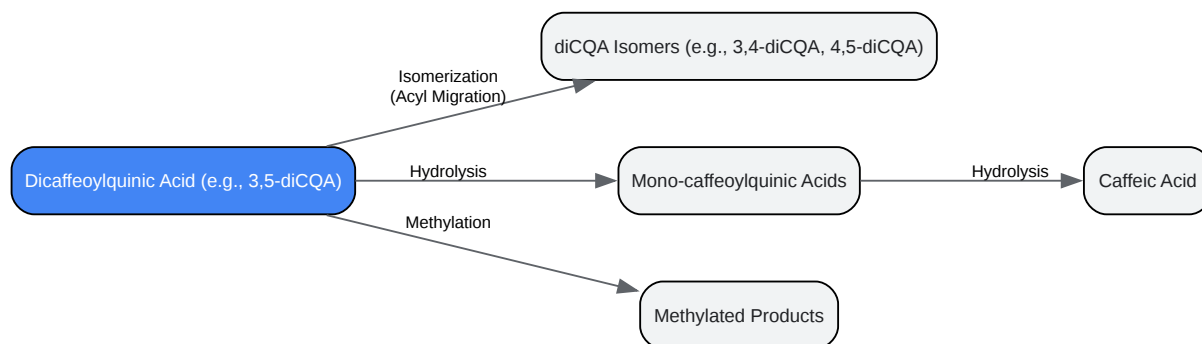 diCQA Isomers (e.g., 3,4-diCQA, 4,5-diCQA)
Isomerization
(Acyl Migration)
Dicaffeoylquinic Acid (e.g., 3,5-diCQA)
Hydrolysis
Mono-caffeoylquinic Acids
Hydrolysis
Caffeic Acid
Methylation
Methylated Products